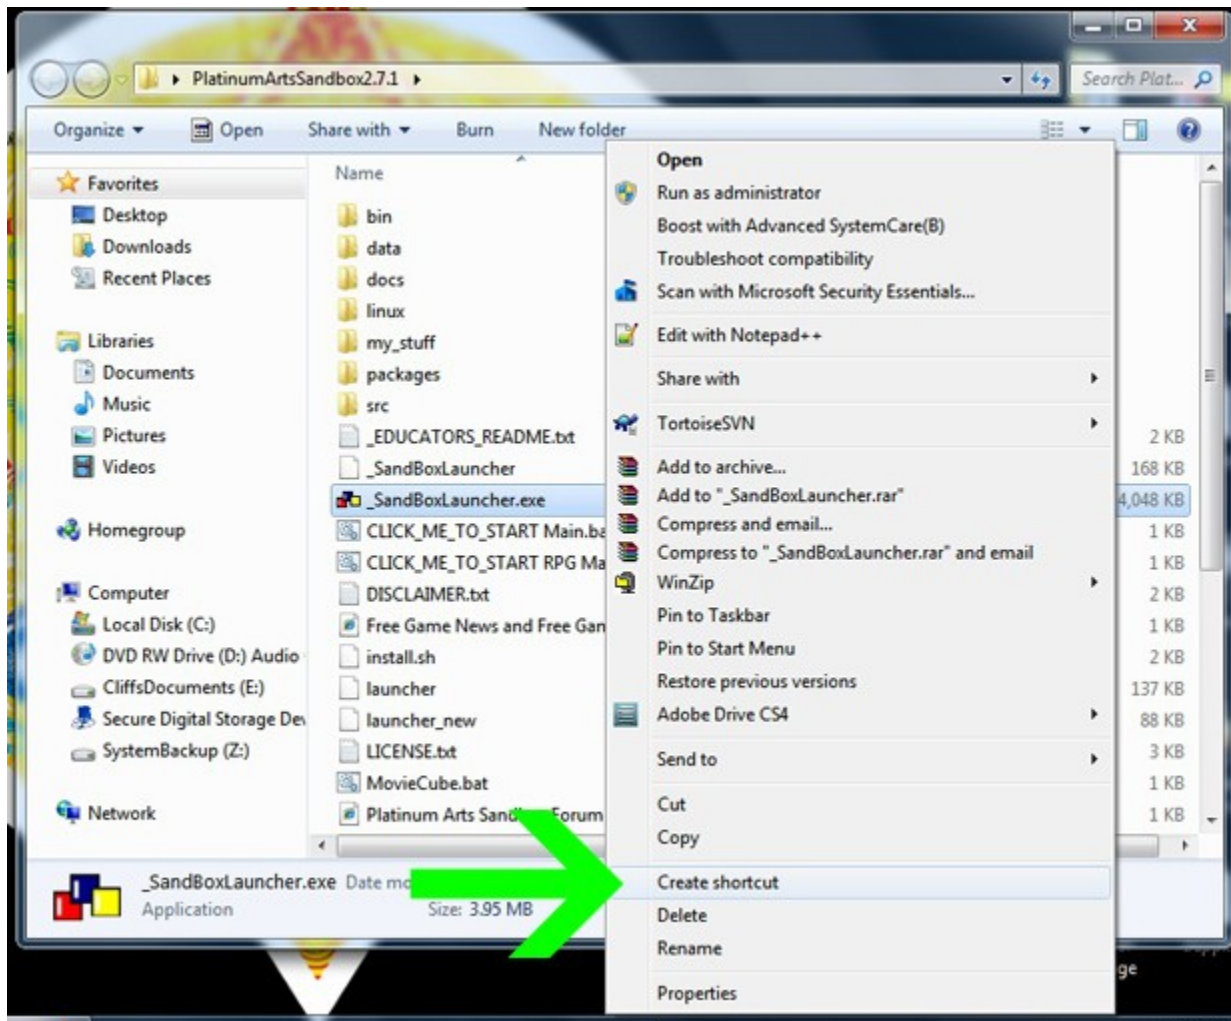 PlatinumArtsSandbox2.7.1
Search Plat...
Organize
Open
Share with
Burn
New folder
Favorites
Desktop
Downloads
Recent Places
Libraries
Documents
Music
Pictures
Videos
Homegroup
Computer
Local Disk (C:)
DVD RW Drive (D:) Audio
CliffsDocuments (E:)
Secure Digital Storage Dev
SystemBackup (Z:)
Network
Name
bin
data
docs
linux
my_stuff
packages
src
_EDUCATORS_README.txt 2 KB
_SandBoxLauncher 168 KB
_SandBoxLauncher.exe 4,048 KB
CLICK_ME_TO_START Main.ba 1 KB
CLICK_ME_TO_START RPG Ma 1 KB
DISCLAIMER.txt 2 KB
Free Game News and Free Gan 1 KB
install.sh 2 KB
launcher 137 KB
launcher_new 88 KB
LICENSE.txt 3 KB
MovieCube.bat 1 KB
Platinum Arts Sand Forum 1 KB
Open
Run as administrator
Boost with Advanced SystemCare(B)
Troubleshoot compatibility
Scan with Microsoft Security Essentials...
Edit with Notepad++
Share with
TortoiseSVN
Add to archive...
Add to "_SandBoxLauncher.rar"
Compress and email...
Compress to "_SandBoxLauncher.rar" and email
WinZip
Pin to Taskbar
Pin to Start Menu
Restore previous versions
Adobe Drive CS4
Send to
Cut
Copy
Create shortcut
Delete
Rename
Properties
_SandBoxLauncher.exe Date mo
Application Size: 3.95 MB
ge